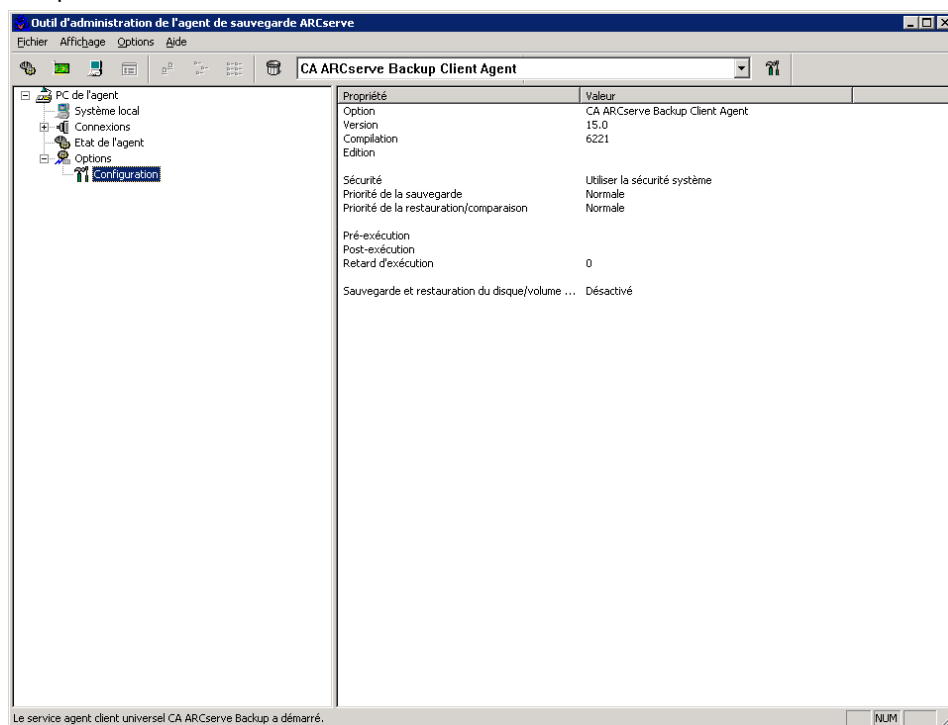 Outil d'administration de l'agent de sauvegarde ARCserve
Eichier Affichage Options Aide
CA ARCserve Backup Client Agent
PC de l'agent
Système local
Connexions
Etat de l'agent
Options
Configuration
Propriété Valeur
Option CA ARCserve Backup Client Agent
Version 15.0
Compilation 6221
Edition
Sécurité Utiliser la sécurité système
Priorité de la sauvegarde Normale
Priorité de la restauration/comparaison Normale
Pré-exécution
Post-exécution
Retard d'exécution 0
Sauvegarde et restauration du disque/volume ... Désactivé
Le service agent client universel CA ARCserve Backup a démarré.
NUM